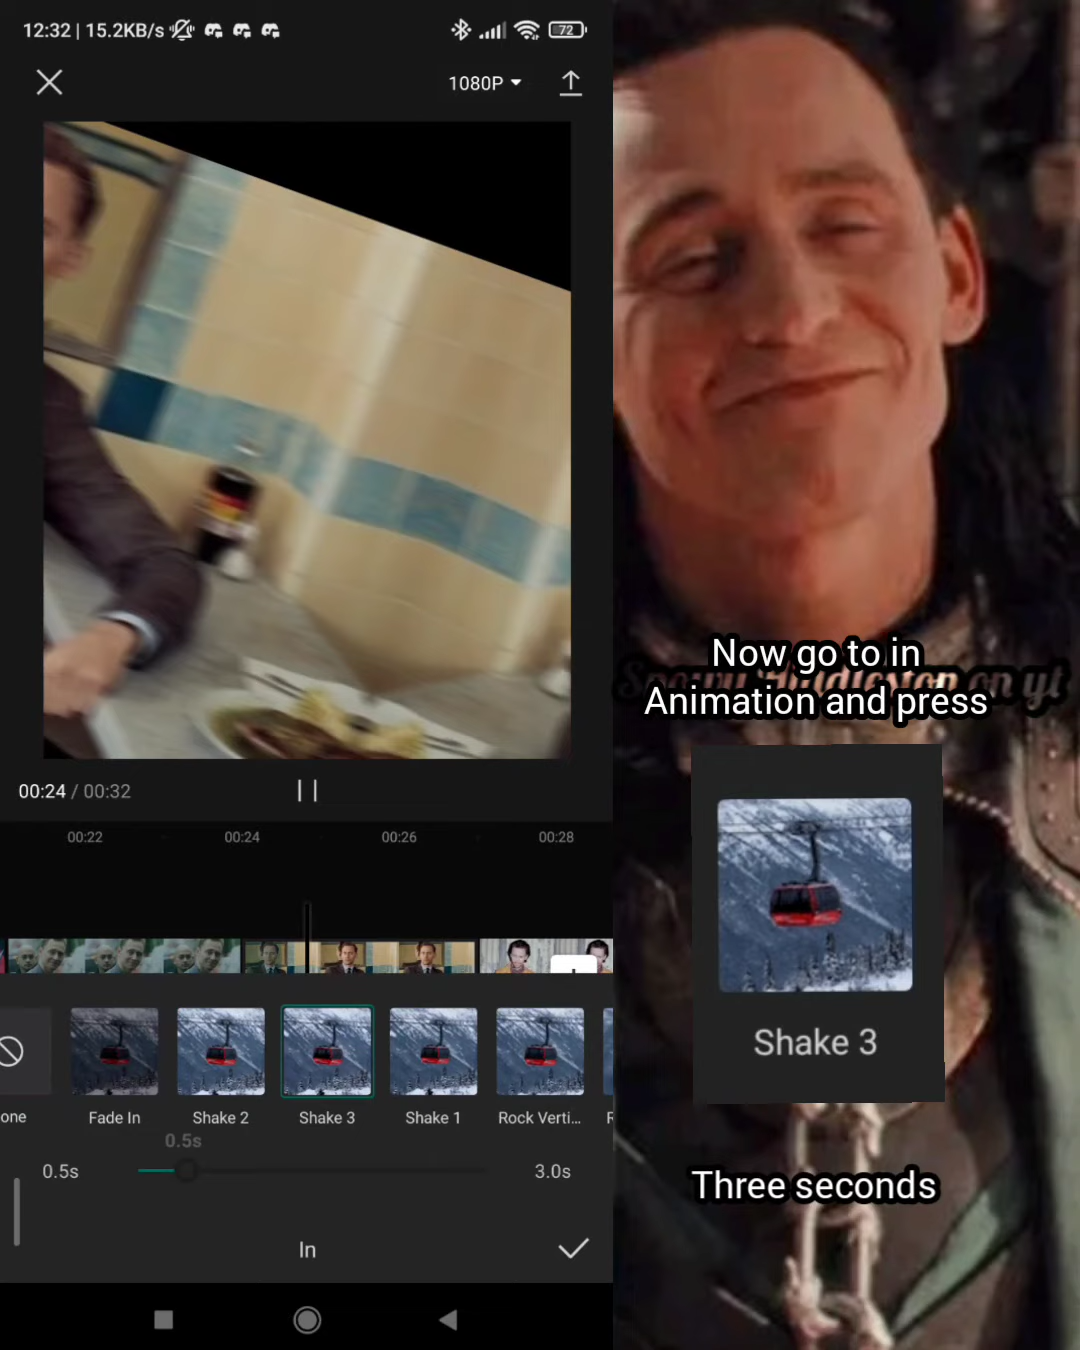 12:32 | 15.2KB/s
72
1080P
00:24 / 00:32
00:22 00:24 00:26 00:28
one
Fade In
Shake 2
Shake 3
Shake 1
Rock Verti...
R
0.5s
0.5s
3.0s
In
Now go to in
on yt
Animation and press
Shake 3
Three seconds